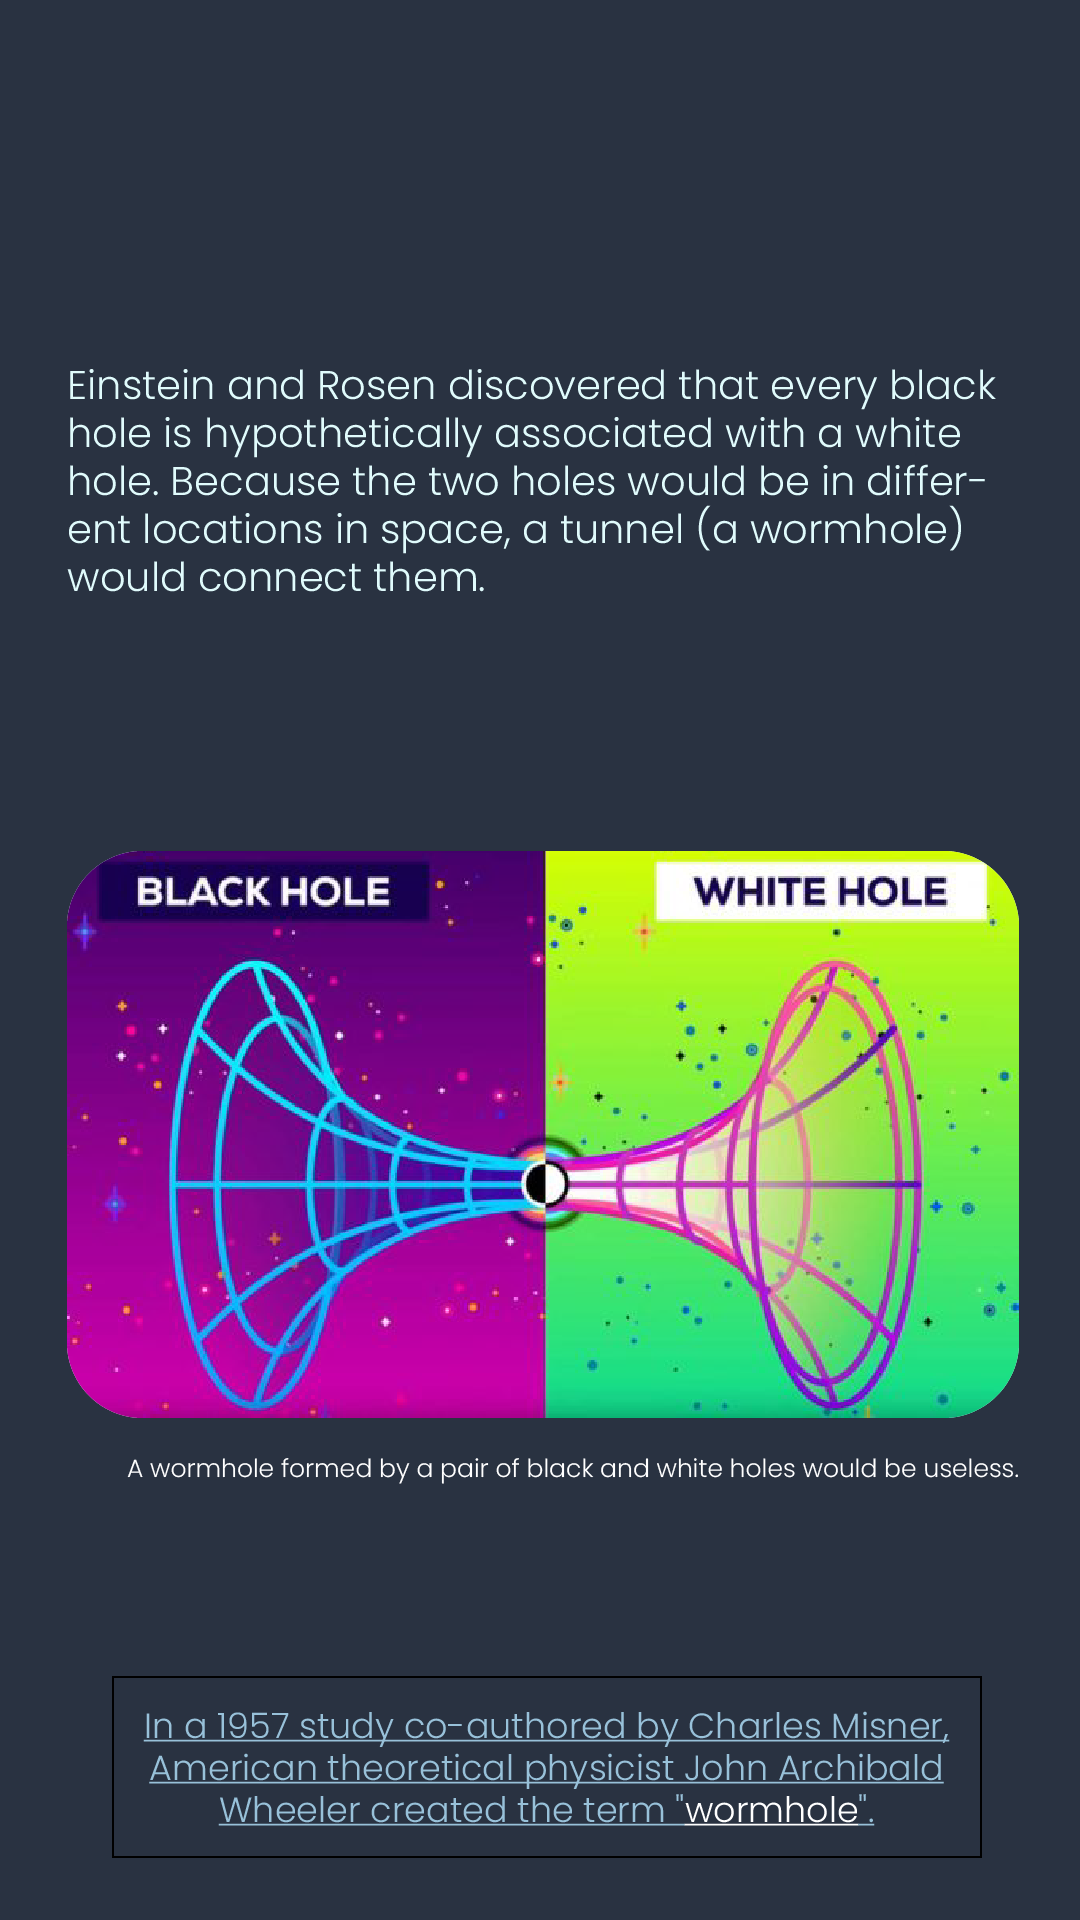 Einstein and Rosen discovered that every black
hole is hypothetically associated with a white
hole. Because the two holes would be in differ-
ent locations in space, a tunnel (a wormhole)
would connect them.
BLACK HOLE
WHITE HOLE
A wormhole formed by a pair of black and white holes would be useless.
In a 1957 study co-authored by Charles Misner,
American theoretical physicist John Archibald
Wheeler created the term "wormhole".